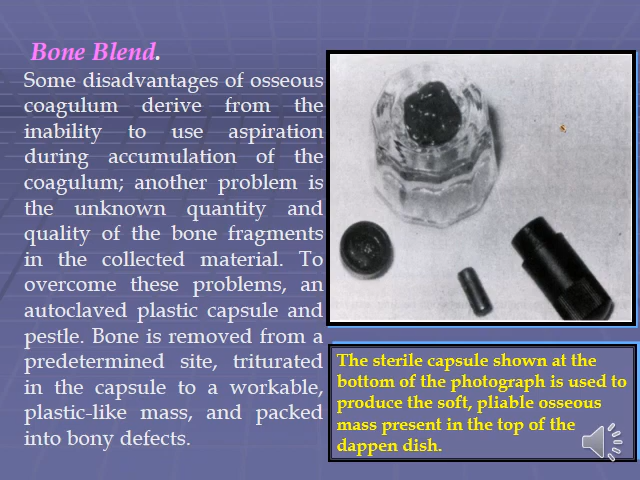 Bone Blend.
Some disadvantages of osseous
coagulum derive from the
inability to use aspiration
during accumulation of the
coagulum; another problem is
the unknown quantity and
quality of the bone fragments
in the collected material. To
overcome these problems, an
autoclaved plastic capsule and
pestle. Bone is removed from a
predetermined site, triturated
in the capsule to a workable,
plastic-like mass, and packed
into bony defects.
The sterile capsule shown at the
bottom of the photograph is used to
produce the soft, pliable osseous
mass present in the top of the
dappen dish.